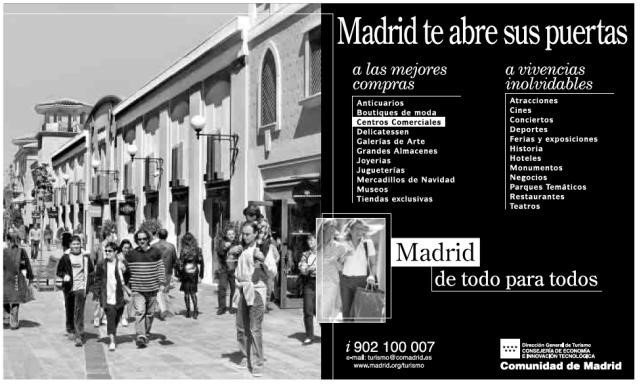 Madrid te abre sus puertas
a las mejores
compras
Anticuarios
Boutiques de moda
Centros Comerciales
Delicatessen
Galerías de Arte
Grandes Almacenes
Joyerias
Jugueterías
Mercadillos de Navidad
Museos
Tiendas exclusivas
a vivencias
inolvidables
Atracciones
Cines
Conciertos
Deportes
Ferias y exposiciones
Historia
Hoteles
Monumentos
Negocios
Parques Temáticos
Restaurantes
Teatros
Madrid
de todo para todos
i 902 100 007
e-mail: turismo@comadrid.es
www.madrid.org/turismo
Dirección General de Turismo
CONSEJERÍA DE ECONOMÍA
E INNOVACIÓN TECNOLÓGICA
Comunidad de Madrid